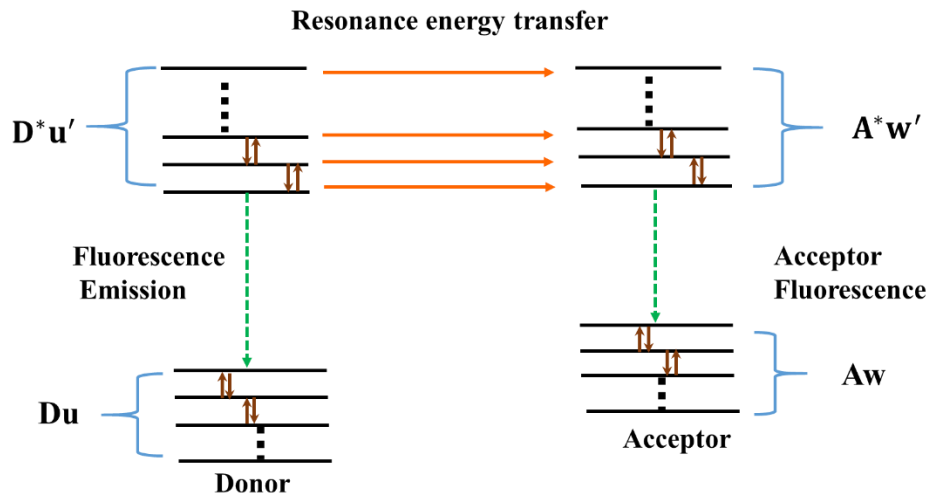 Resonance energy transfer
D*u′
A*w′
Fluorescence
Emission
Acceptor
Fluorescence
Du
Aw
Donor
Acceptor